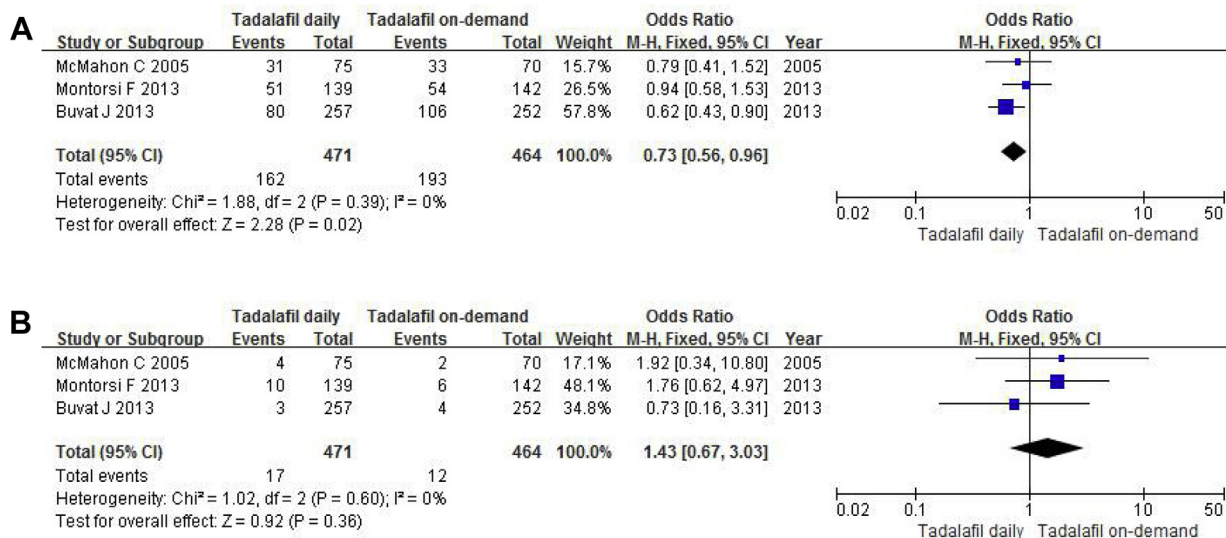 A
Tadalafil daily Tadalafil on-demand Odds Ratio Odds Ratio
Study or Subgroup Events Total Events Total Weight M-H, Fixed, 95% CI Year M-H, Fixed, 95% CI
McMahon C 2005 31 75 33 70 15.7% 0.79 [0.41, 1.52] 2005
Montorsi F 2013 51 139 54 142 26.5% 0.94 [0.58, 1.53] 2013
Buvat J 2013 80 257 106 252 57.8% 0.62 [0.43, 0.90] 2013
Total (95% CI) 471 464 100.0% 0.73 [0.56, 0.96]
Total events 162 193
Heterogeneity: Chi² = 1.88, df = 2 (P = 0.39); I² = 0%
Test for overall effect: Z = 2.28 (P = 0.02)
0.02 0.1 1 10 50
Tadalafil daily Tadalafil on-demand
B
Tadalafil daily Tadalafil on-demand Odds Ratio Odds Ratio
Study or Subgroup Events Total Events Total Weight M-H, Fixed, 95% CI Year M-H, Fixed, 95% CI
McMahon C 2005 4 75 2 70 17.1% 1.92 [0.34, 10.80] 2005
Montorsi F 2013 10 139 6 142 48.1% 1.76 [0.62, 4.97] 2013
Buvat J 2013 3 257 4 252 34.8% 0.73 [0.16, 3.31] 2013
Total (95% CI) 471 464 100.0% 1.43 [0.67, 3.03]
Total events 17 12
Heterogeneity: Chi² = 1.02, df = 2 (P = 0.60); I² = 0%
Test for overall effect: Z = 0.92 (P = 0.36)
0.02 0.1 1 10 50
Tadalafil daily Tadalafil on-demand